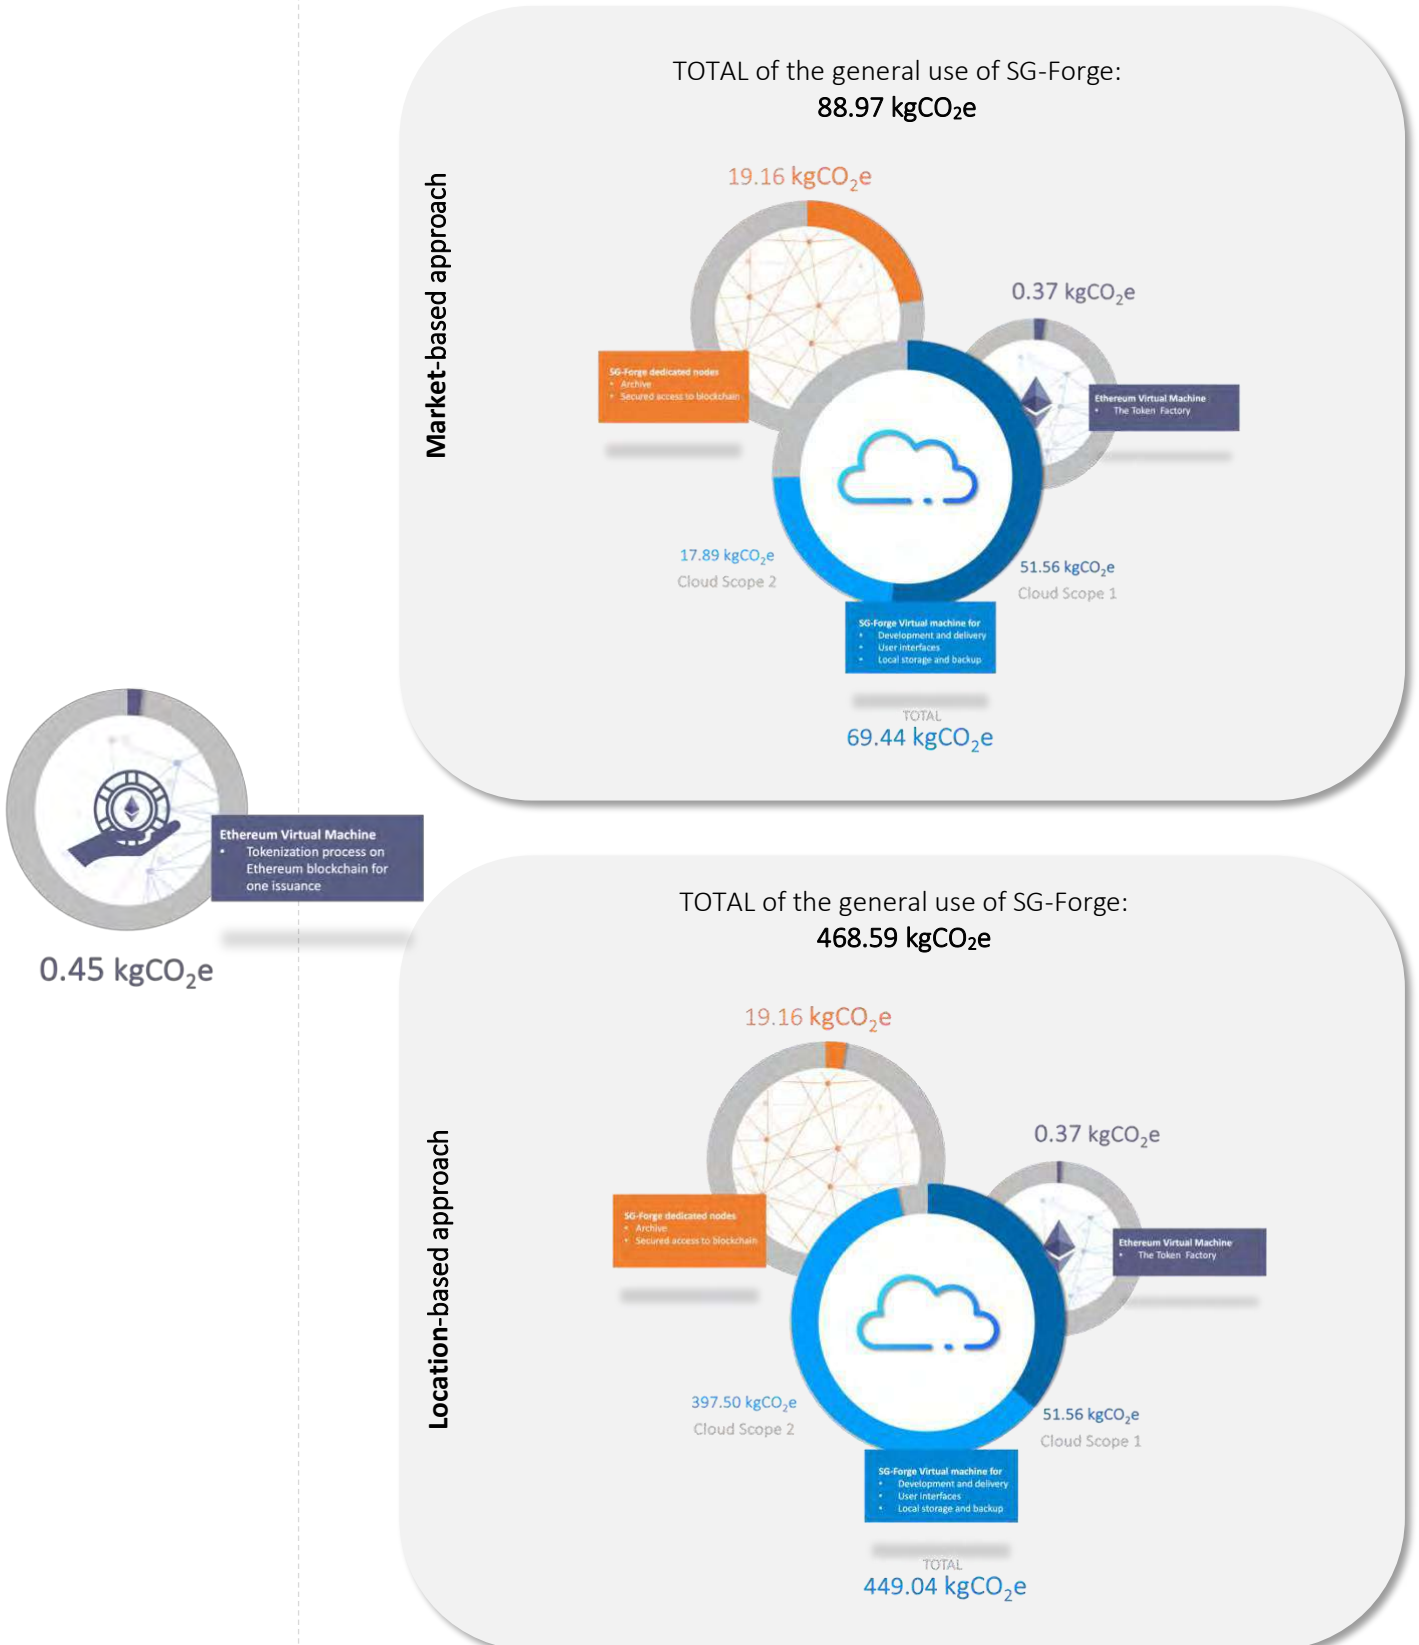 TOTAL of the general use of SG-Forge:
88.97 kgCO₂e
Market-based approach
19.16 kgCO₂e
0.37 kgCO₂e
SG-Forge dedicated nodes
• Archive
• Secured access to blockchain
Ethereum Virtual Machine
• The Token Factory
17.89 kgCO₂e
Cloud Scope 2
51.56 kgCO₂e
Cloud Scope 1
SG-Forge Virtual machine for
• Development and delivery
• User interfaces
• Local storage and backup
TOTAL
69.44 kgCO₂e
Ethereum Virtual Machine
• Tokenization process on
Ethereum blockchain for
one issuance
0.45 kgCO₂e
TOTAL of the general use of SG-Forge:
468.59 kgCO₂e
Location-based approach
19.16 kgCO₂e
0.37 kgCO₂e
SG-Forge dedicated nodes
• Archive
• Secured access to blockchain
Ethereum Virtual Machine
• The Token Factory
397.50 kgCO₂e
Cloud Scope 2
51.56 kgCO₂e
Cloud Scope 1
SG-Forge Virtual machine for
• Development and delivery
• User interfaces
• Local storage and backup
TOTAL
449.04 kgCO₂e